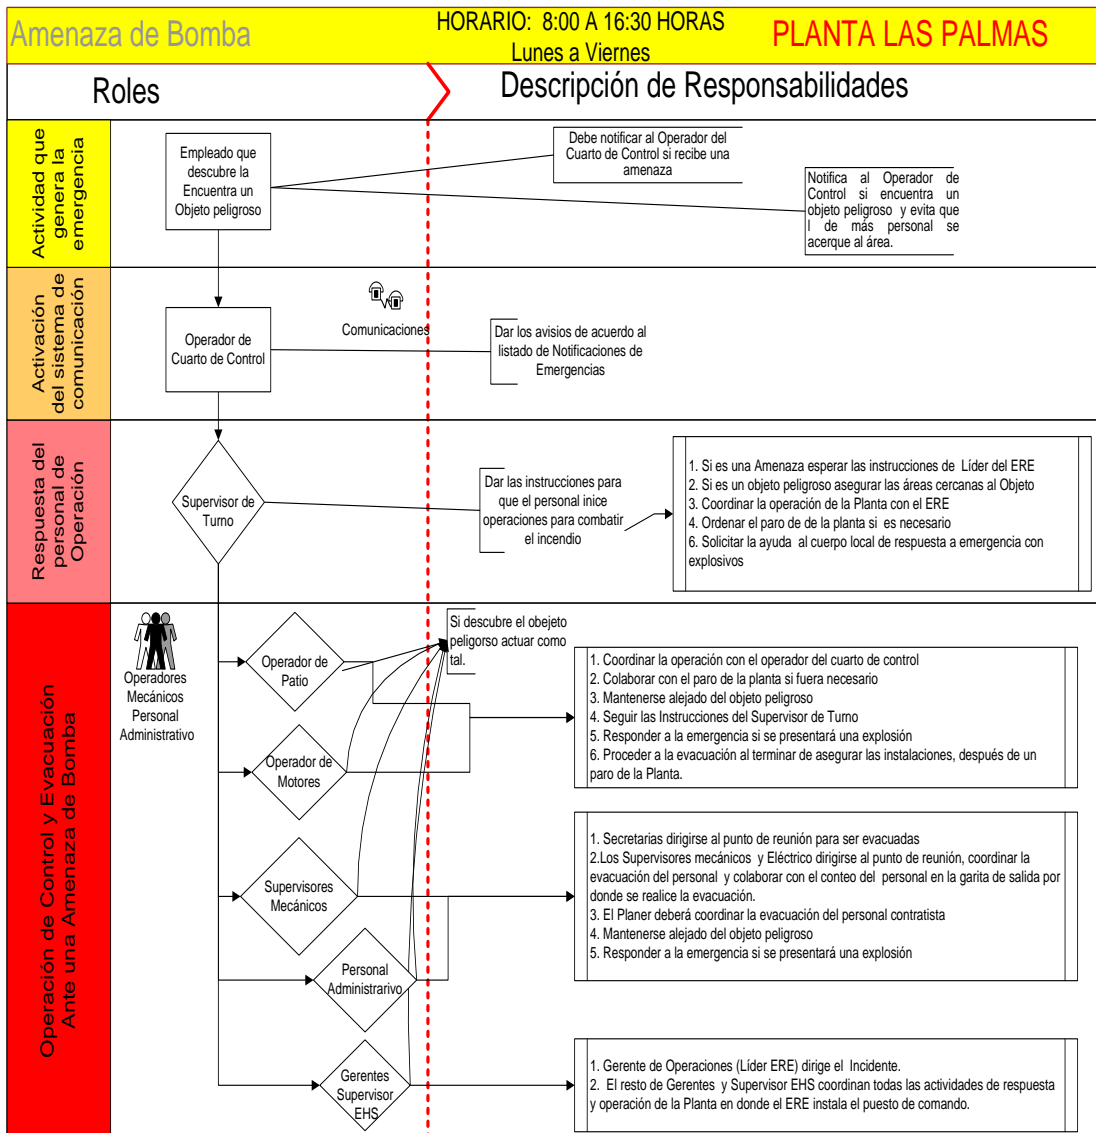 Amenaza de Bomba
HORARIO: 8:00 A 16:30 HORAS
Lunes a Viernes
PLANTA LAS PALMAS
Roles
Descripción de Responsabilidades
Actividad que
genera la
emergencia
Empleado que
descubre la
Encuentra un
Objeto peligroso
Debe notificar al Operador del
Cuarto de Control si recibe una
amenaza
Notifica al Operador de
Control si encuentra un
objeto peligroso y evita que
l de más personal se
acerque al área.
Activación
del sistema de
comunicación
Operador de
Cuarto de Control
Comunicaciones
Dar los avisios de acuerdo al
listado de Notificaciones de
Emergencias
Respuesta del
personal de
Operación
Supervisor de
Turno
Dar las instrucciones para
que el personal inice
operaciones para combatir
el incendio
1. Si es una Amenaza esperar las instrucciones de Líder del ERE
2. Si es un objeto peligroso asegurar las áreas cercanas al Objeto
3. Coordinar la operación de la Planta con el ERE
4. Ordenar el paro de de la planta si es necesario
6. Solicitar la ayuda al cuerpo local de respuesta a emergencia con
explosivos
Operación de Control y Evacuación
Ante una Amenaza de Bomba
Operadores
Mecánicos
Personal
Administrativo
Si descubre el obejeto
peligorso actuar como
tal.
Operador de
Patio
Operador de
Motores
1. Coordinar la operación con el operador del cuarto de control
2. Colaborar con el paro de la planta si fuera necesario
3. Mantenerse alejado del objeto peligroso
4. Seguir las Instrucciones del Supervisor de Turno
5. Responder a la emergencia si se presentará una explosión
6. Proceder a la evacuación al terminar de asegurar las instalaciones, después de un
paro de la Planta.
Supervisores
Mecánicos
Personal
Administrarivo
1. Secretarias dirigirse al punto de reunión para ser evacuadas
2.Los Supervisores mecánicos y Eléctrico dirigirse al punto de reunión, coordinar la
evacuación del personal y colaborar con el conteo del personal en la garita de salida por
donde se realice la evacuación.
3. El Planer deberá coordinar la evacuación del personal contratista
4. Mantenerse alejado del objeto peligroso
5. Responder a la emergencia si se presentará una explosión
Gerentes
Supervisor
EHS
1. Gerente de Operaciones (Líder ERE) dirige el Incidente.
2. El resto de Gerentes y Supervisor EHS coordinan todas las actividades de respuesta
y operación de la Planta en donde el ERE instala el puesto de comando.